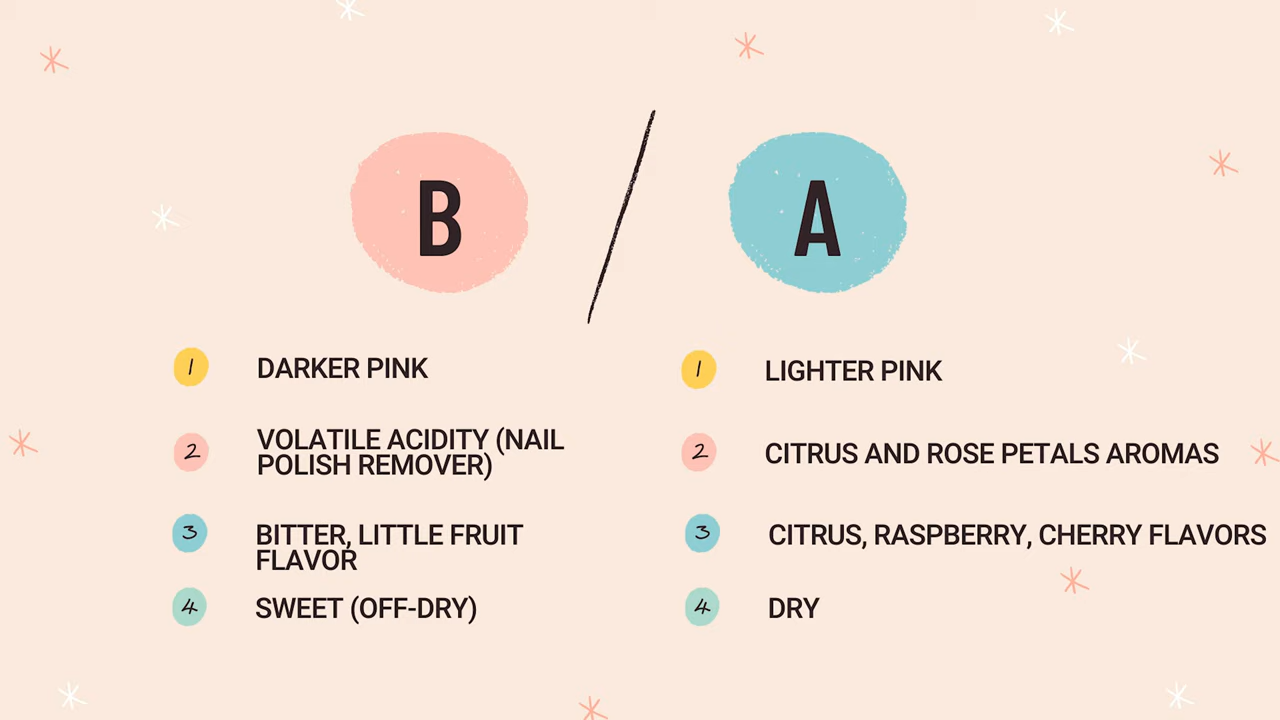 B
A
1
DARKER PINK
2
VOLATILE ACIDITY (NAIL
POLISH REMOVER)
3
BITTER, LITTLE FRUIT
FLAVOR
4
SWEET (OFF-DRY)
1
LIGHTER PINK
2
CITRUS AND ROSE PETALS AROMAS
3
CITRUS, RASPBERRY, CHERRY FLAVORS
4
DRY